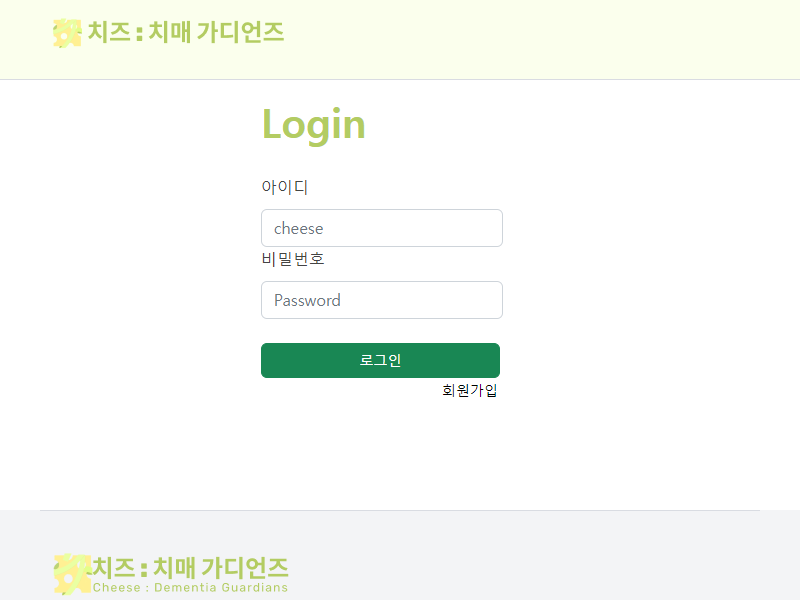 치즈 : 치매 가디언즈
Login
아이디
cheese
비밀번호
Password
로그인
회원가입
치즈 : 치매 가디언즈
Cheese : Dementia Guardians